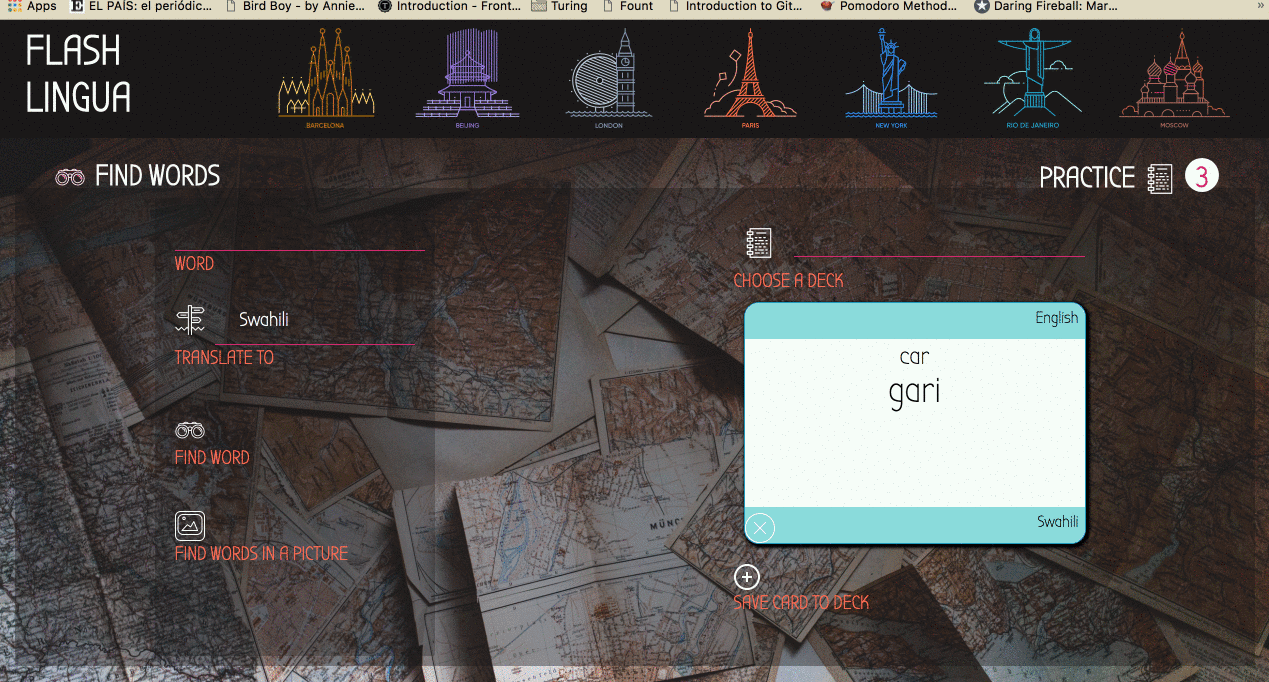 Apps EL PAÍS: el periódic... Bird Boy - by Annie... Introduction - Front... Turing Fount Introduction to Git... Pomodoro Method... Daring Fireball: Mar... »
FLASH
LINGUA
BARCELONA BEIJING LONDON PARIS NEW YORK RIO DE JANEIRO MOSCOW
FIND WORDS
PRACTICE 3
WORD
Swahili
TRANSLATE TO
FIND WORD
FIND WORDS IN A PICTURE
CHOOSE A DECK
English
car
gari
Swahili
SAVE CARD TO DECK
MÜNC